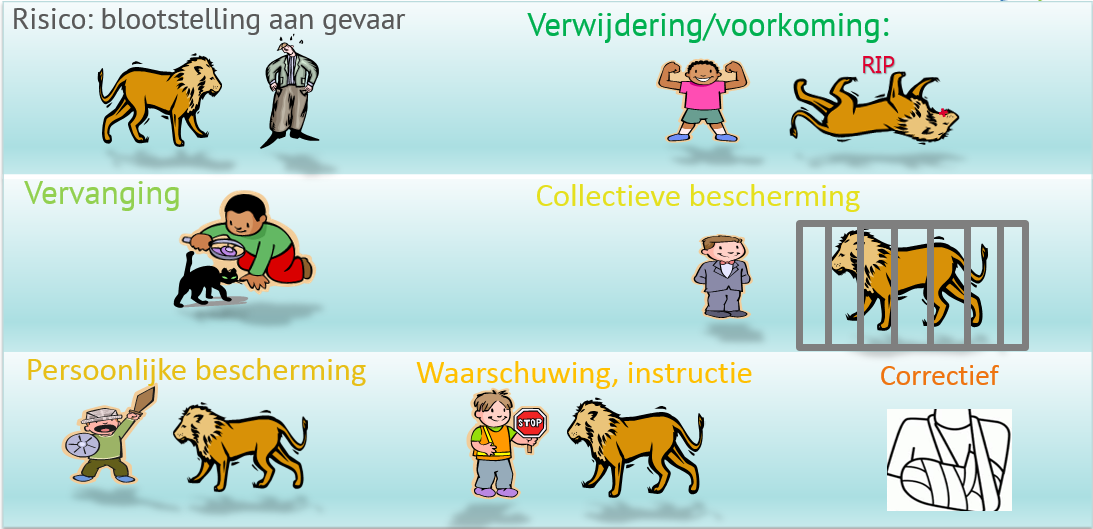 Risico: blootstelling aan gevaar
Verwijdering/voorkoming:
RIP
Vervanging
Collectieve bescherming
Persoonlijke bescherming
Waarschuwing, instructie
Correctief
STOP